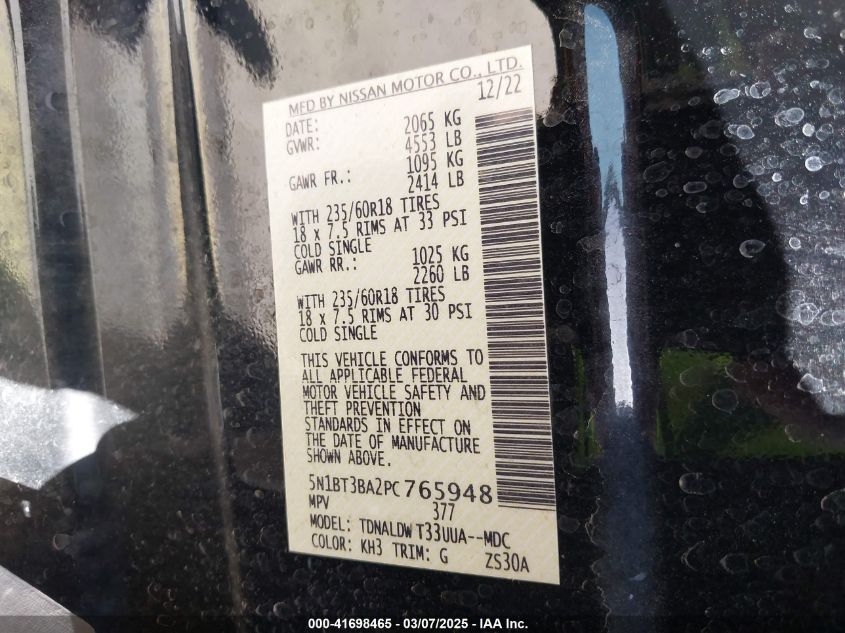 MFD BY NISSAN MOTOR CO., LTD.
DATE: 12/22
GVWR: 2065 KG
4553 LB
GAWR FR.: 1095 KG
2414 LB
WITH 235/60R18 TIRES
18 x 7.5 RIMS AT 33 PSI
COLD SINGLE
GAWR RR.: 1025 KG
2260 LB
WITH 235/60R18 TIRES
18 x 7.5 RIMS AT 30 PSI
COLD SINGLE
THIS VEHICLE CONFORMS TO
ALL APPLICABLE FEDERAL
MOTOR VEHICLE SAFETY AND
THEFT PREVENTION
STANDARDS IN EFFECT ON
THE DATE OF MANUFACTURE
SHOWN ABOVE.
5N1BT3BA2PC765948
MPV 377
MODEL: TDNALDW T33UUA--MDC
COLOR: KH3 TRIM: G ZS30A
000-41698465 - 03/07/2025 - IAA Inc.